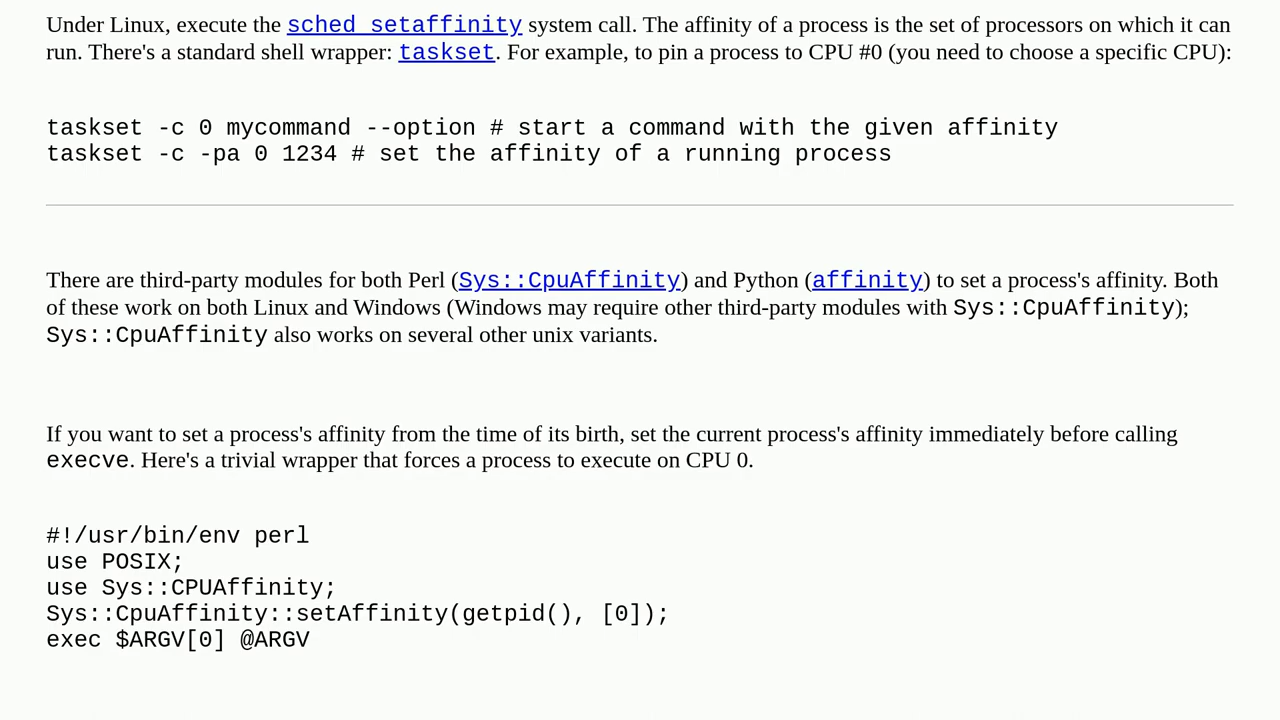 Under Linux, execute the sched_setaffinity system call. The affinity of a process is the set of processors on which it can
run. There's a standard shell wrapper: taskset. For example, to pin a process to CPU #0 (you need to choose a specific CPU):
taskset -c 0 mycommand --option # start a command with the given affinity
taskset -c -pa 0 1234 # set the affinity of a running process
There are third-party modules for both Perl (Sys::CpuAffinity) and Python (affinity) to set a process's affinity. Both
of these work on both Linux and Windows (Windows may require other third-party modules with Sys::CpuAffinity);
Sys::CpuAffinity also works on several other unix variants.
If you want to set a process's affinity from the time of its birth, set the current process's affinity immediately before calling
execve. Here's a trivial wrapper that forces a process to execute on CPU 0.
#!/usr/bin/env perl
use POSIX;
use Sys::CPUAffinity;
Sys::CpuAffinity::setAffinity(getpid(), [0]);
exec $ARGV[0] @ARGV